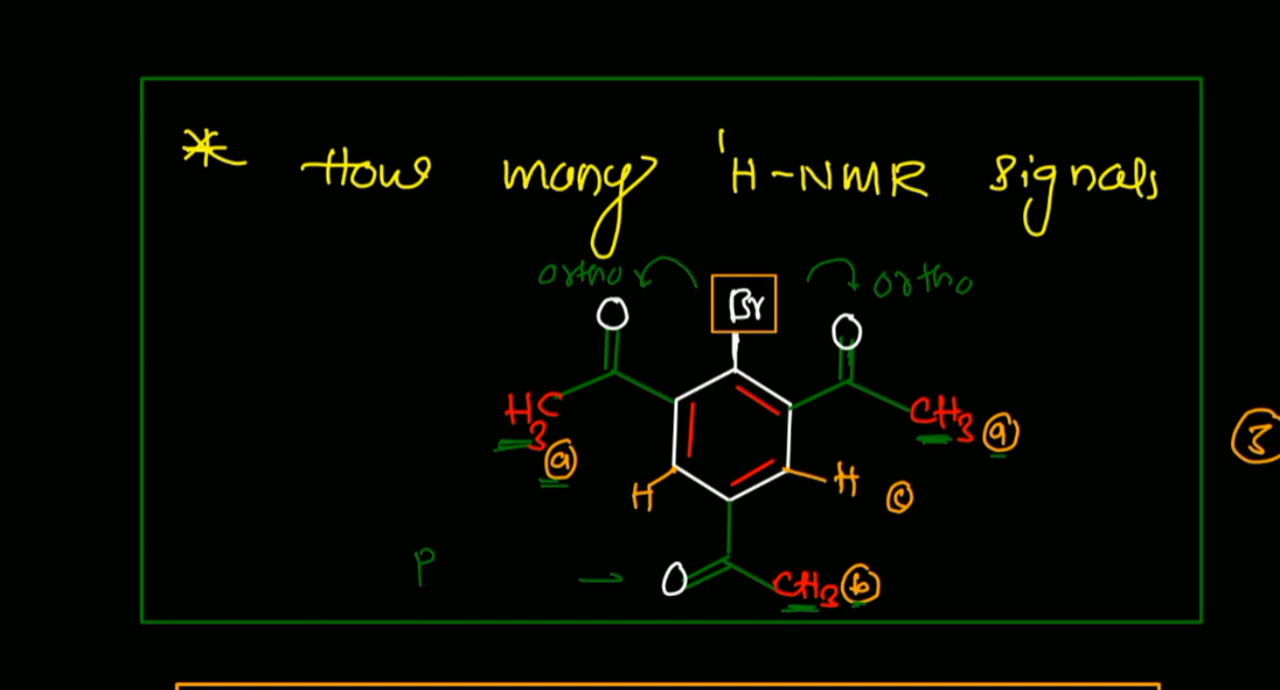 * How many ¹H-NMR Signals
ortho ortho
Br
O O
H₃C CH₃ ⓐ
ⓐ ③
H H ⓒ
P → O CH₃ ⓑ